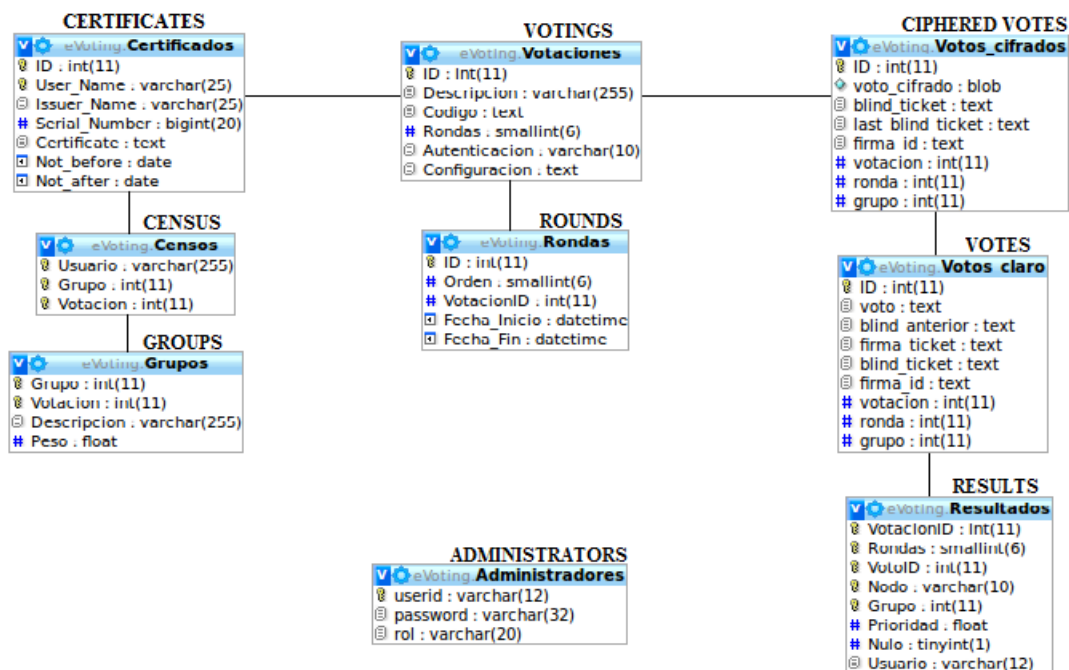 CERTIFICATES
eVoting.Certificados
ID : int(11)
User_Name : varchar(25)
Issuer_Name : varchar(25)
# Serial_Number : bigint(20)
Certificate : text
Not_before : date
Not_after : date
CENSUS
eVoting.Censos
Usuario : varchar(255)
Grupo : int(11)
Votacion : int(11)
GROUPS
eVoting.Grupos
Grupo : int(11)
Votacion : int(11)
Descripcion : varchar(255)
# Peso : float
VOTINGS
eVoting.Votaciones
ID : int(11)
Descripcion : varchar(255)
Codigo : text
# Rondas : smallint(6)
Autenticacion : varchar(10)
Configuracion : text
ROUNDS
eVoting.Rondas
ID : int(11)
# Orden : smallint(6)
# VotacionID : int(11)
Fecha_Inicio : datetime
Fecha_Fin : datetime
ADMINISTRATORS
eVoting.Administradores
userid : varchar(12)
password : varchar(32)
rol : varchar(20)
CIPHERED VOTES
eVoting.Votos_cifrados
ID : int(11)
voto_cifrado : blob
blind_ticket : text
last_blind_ticket : text
firma_id : text
# votacion : int(11)
# ronda : int(11)
# grupo : int(11)
VOTES
eVoting.Votos_claro
ID : int(11)
voto : text
blind_anterior : text
firma_ticket : text
blind_ticket : text
firma_id : text
# votacion : int(11)
# ronda : int(11)
# grupo : int(11)
RESULTS
eVoting.Resultados
VotacionID : int(11)
Rondas : smallint(6)
VotoID : int(11)
Nodo : varchar(10)
Grupo : int(11)
# Prioridad : float
# Nulo : tinyint(1)
Usuario : varchar(12)